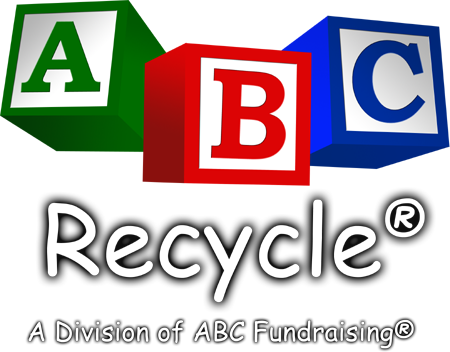 A B C
Recycle®
A Division of ABC Fundraising®